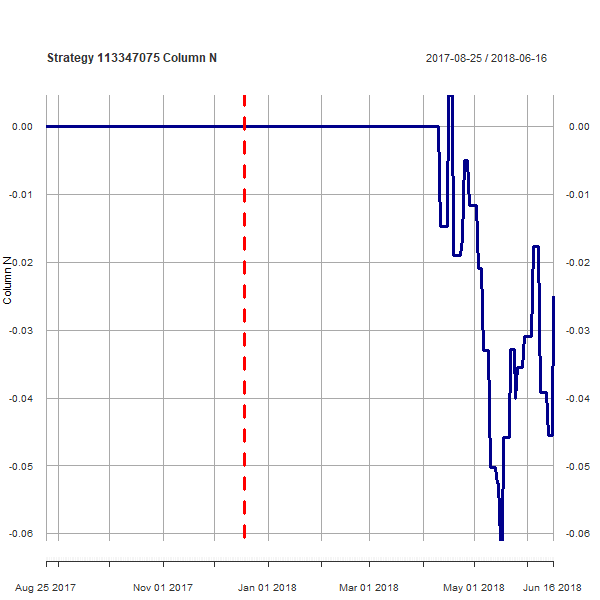 Strategy 113347075 Column N
2017-08-25 / 2018-06-16
0.00 0.00
-0.01 -0.01
-0.02 -0.02
Column N
-0.03 -0.03
-0.04 -0.04
-0.05 -0.05
-0.06 -0.06
Aug 25 2017 Nov 01 2017 Jan 01 2018 Mar 01 2018 May 01 2018 Jun 16 2018